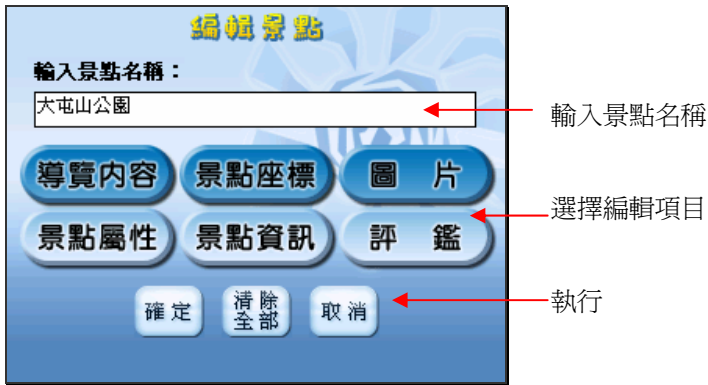 編輯景點
輸入景點名稱：
大屯山公園
輸入景點名稱
導覽內容 景點座標 圖 片
選擇編輯項目
景點屬性 景點資訊 評 鑑
確定 清除全部 取消
執行